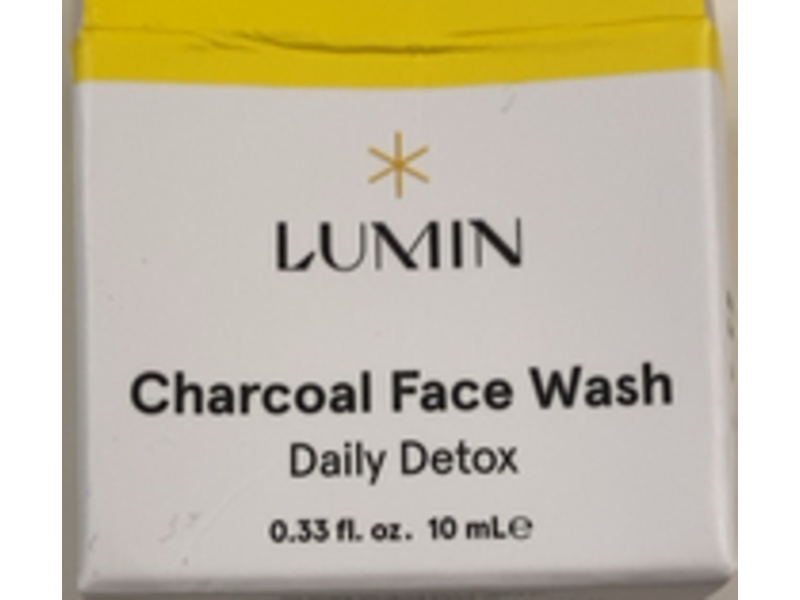 LUMIN
Charcoal Face Wash
Daily Detox
0.33 fl. oz. 10 mL℮